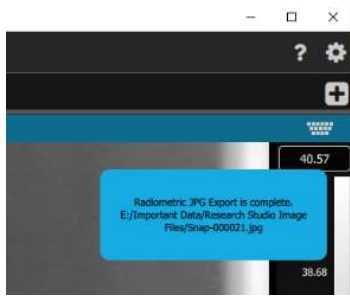 ?
40.57
Radiometric JPG Export is complete.
E:/Important Data/Research Studio Image
Files/Snap-000021.jpg
38.68